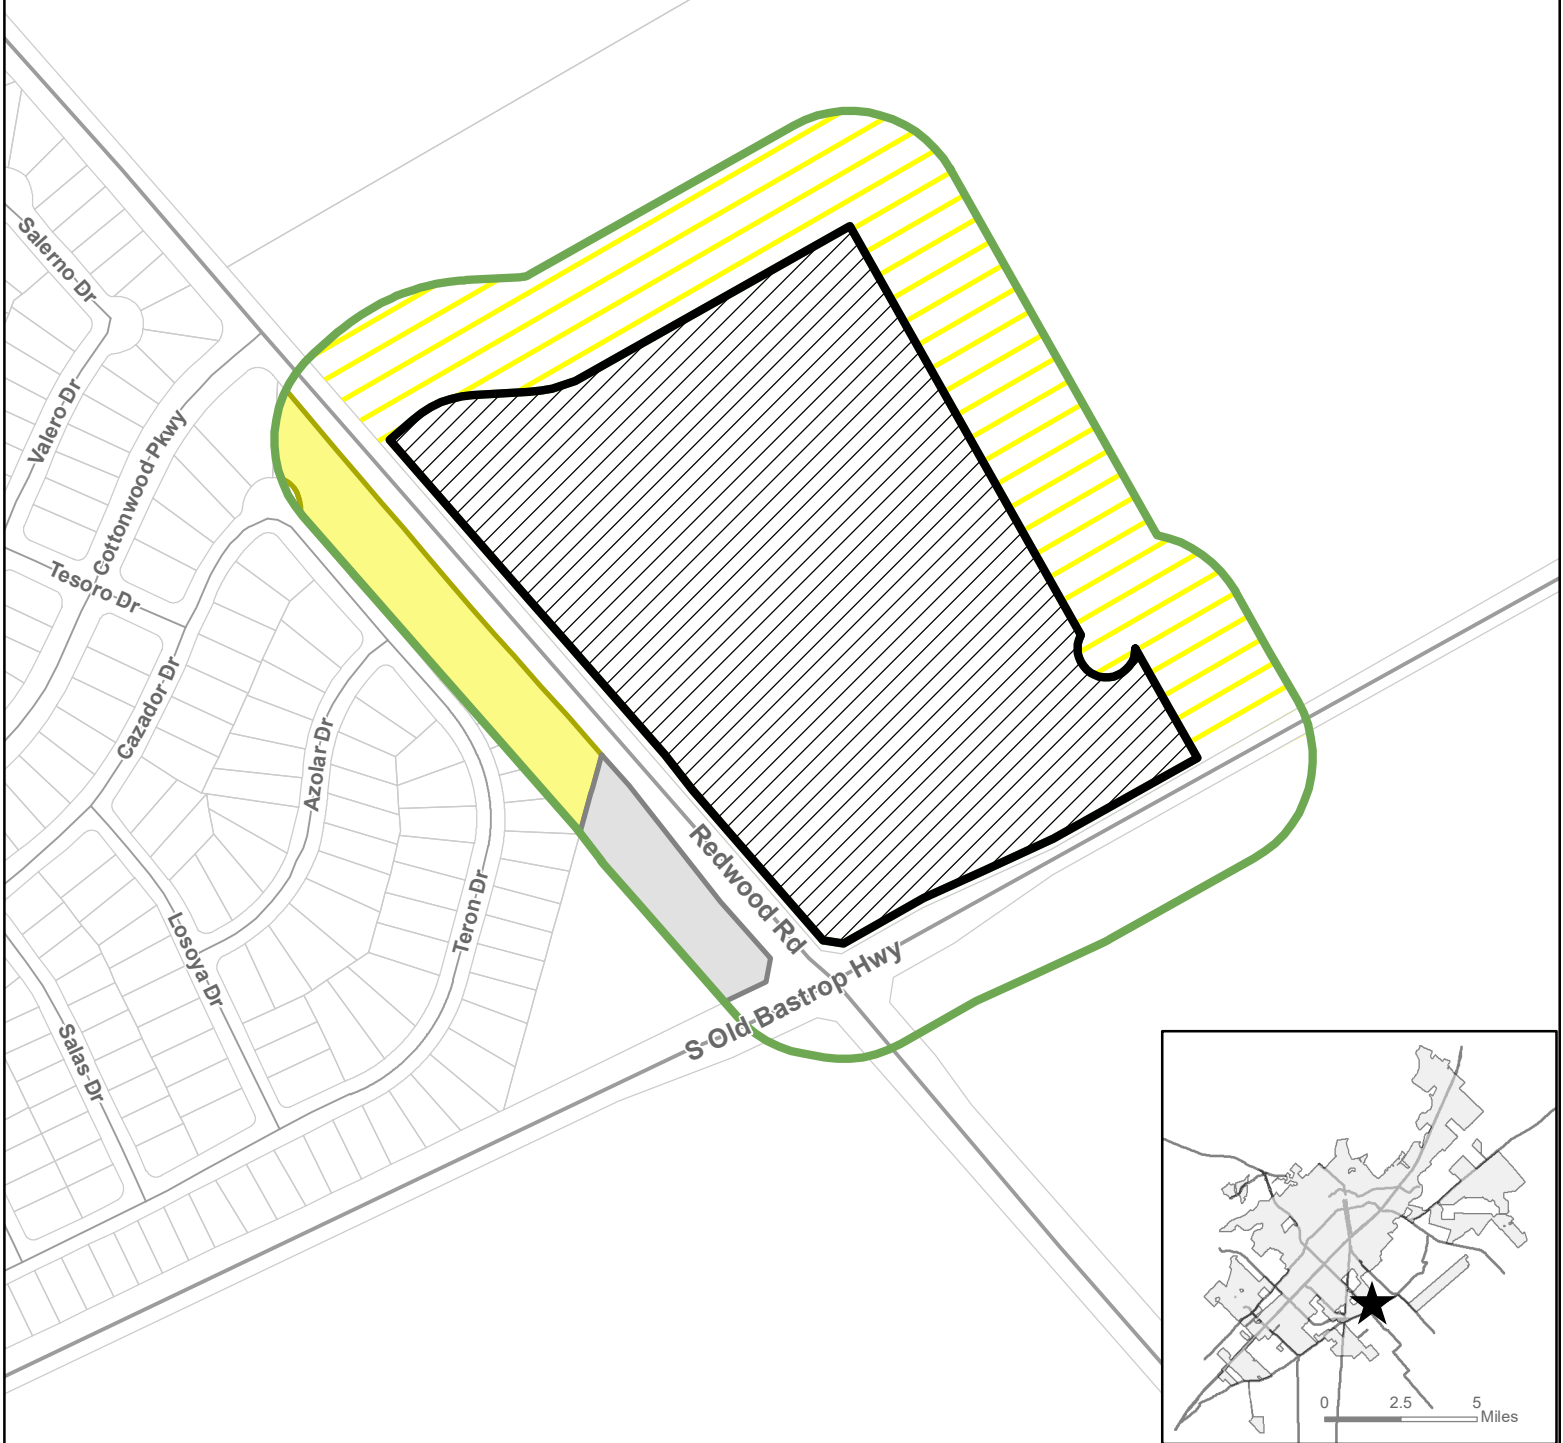 Salerno Dr
Valero Dr
Cottonwood Pkwy
Tesoro Dr
Cazador Dr
Azolar Dr
Redwood Rd
Teron Dr
Losoya Dr
S Old Bastrop Hwy
Salas Dr
0 2.5 5
Miles